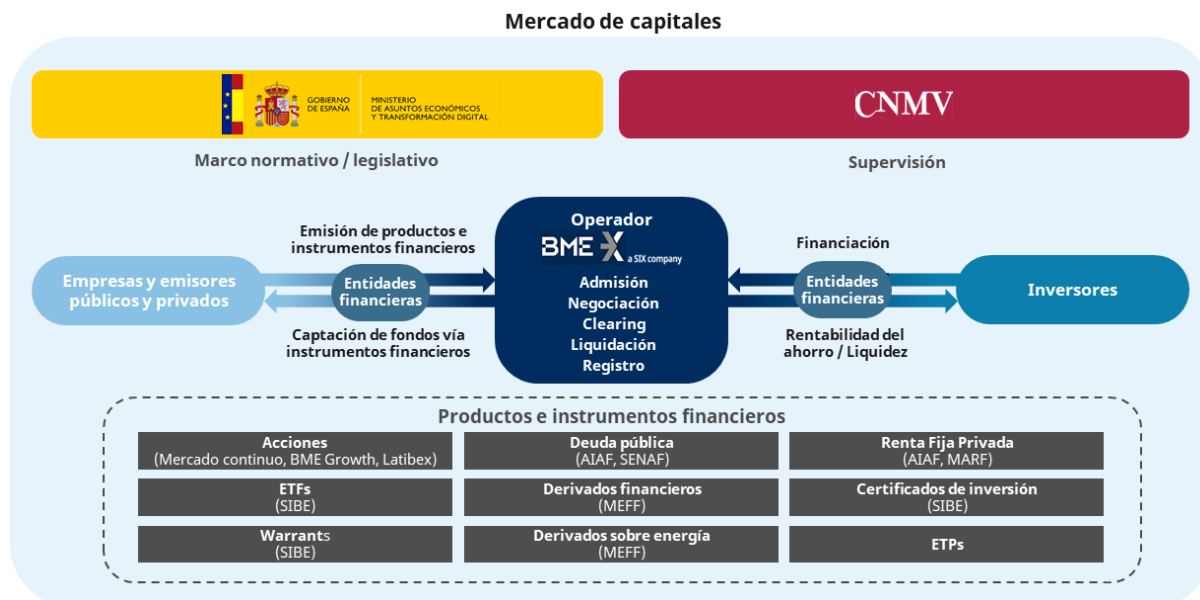 Mercado de capitales
GOBIERNO
DE ESPAÑA
MINISTERIO
DE ASUNTOS ECONÓMICOS
Y TRANSFORMACIÓN DIGITAL
CNMV
Marco normativo / legislativo
Supervisión
Emisión de productos e
instrumentos financieros
Empresas y emisores
públicos y privados
Entidades
financieras
Captación de fondos vía
instrumentos financieros
Operador
BME X
a SIX company
Admisión
Negociación
Clearing
Liquidación
Registro
Financiación
Entidades
financieras
Rentabilidad del
ahorro / Liquidez
Inversores
Productos e instrumentos financieros
Acciones
(Mercado continuo, BME Growth, Latibex)
Deuda pública
(AIAF, SENAF)
Renta Fija Privada
(AIAF, MARF)
ETFs
(SIBE)
Derivados financieros
(MEFF)
Certificados de inversión
(SIBE)
Warrants
(SIBE)
Derivados sobre energía
(MEFF)
ETPs